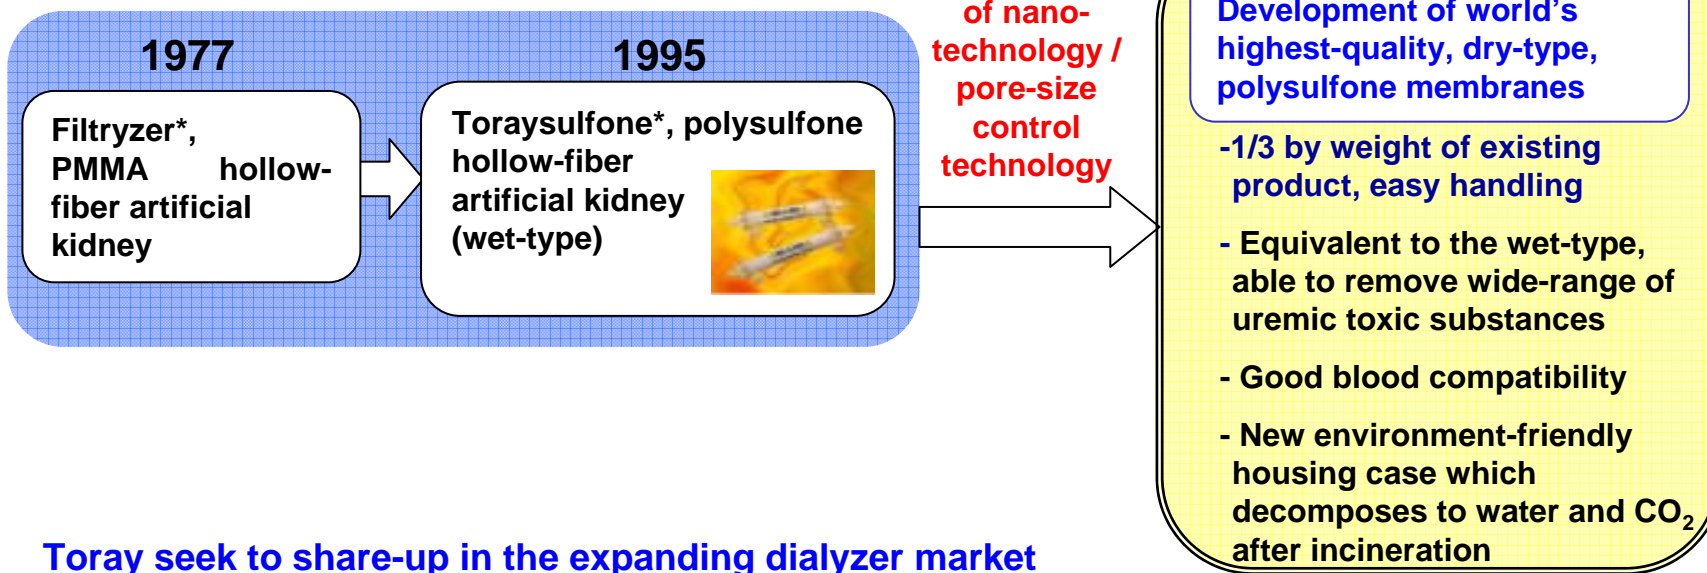 1977
Filtryzer*,
PMMA hollow-
fiber artificial
kidney
1995
Toraysulfone*, polysulfone
hollow-fiber
artificial kidney
(wet-type)
of nano-
technology /
pore-size
control
technology
Development of world's
highest-quality, dry-type,
polysulfone membranes
-1/3 by weight of existing
product, easy handling
- Equivalent to the wet-type,
able to remove wide-range of
uremic toxic substances
- Good blood compatibility
- New environment-friendly
housing case which
decomposes to water and CO₂
after incineration
Toray seek to share-up in the expanding dialyzer market